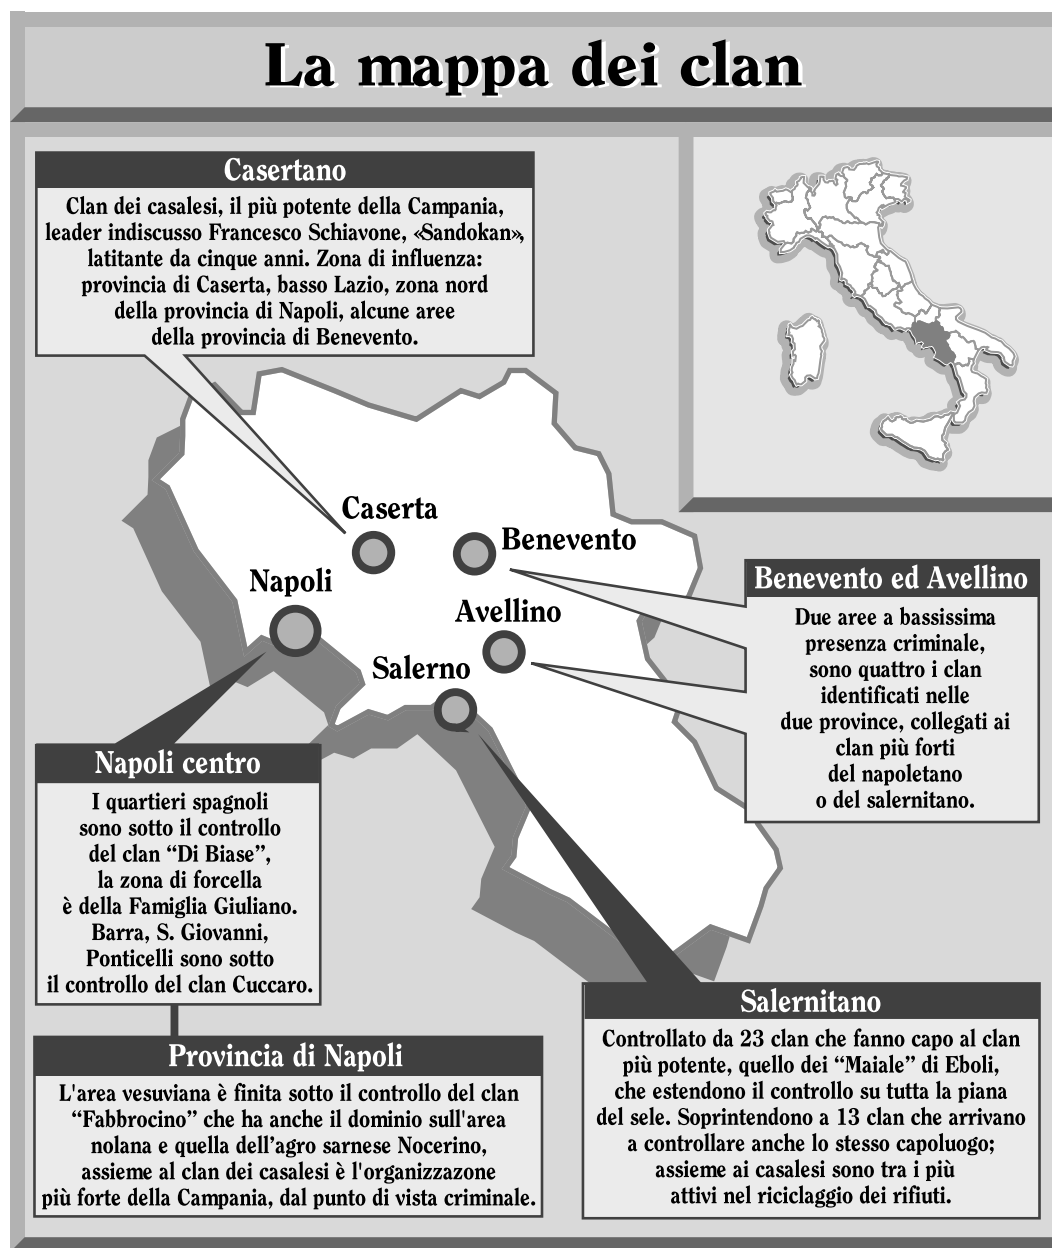 La mappa dei clan
Casertano
Clan dei casalesi, il più potente della Campania,
leader indiscusso Francesco Schiavone, «Sandokan»,
latitante da cinque anni. Zona di influenza:
provincia di Caserta, basso Lazio, zona nord
della provincia di Napoli, alcune aree
della provincia di Benevento.
Caserta
Benevento
Napoli
Avellino
Salerno
Benevento ed Avellino
Due aree a bassissima
presenza criminale,
sono quattro i clan
identificati nelle
due province, collegati ai
clan più forti
del napoletano
o del salernitano.
Napoli centro
I quartieri spagnoli
sono sotto il controllo
del clan “Di Biase”,
la zona di forcella
è della Famiglia Giuliano.
Barra, S. Giovanni,
Ponticelli sono sotto
il controllo del clan Cuccaro.
Provincia di Napoli
L'area vesuviana è finita sotto il controllo del clan
“Fabbrocino” che ha anche il dominio sull'area
nolana e quella dell’agro sarnese Nocerino,
assieme al clan dei casalesi è l'organizzazone
più forte della Campania, dal punto di vista criminale.
Salernitano
Controllato da 23 clan che fanno capo al clan
più potente, quello dei “Maiale” di Eboli,
che estendono il controllo su tutta la piana
del sele. Soprintendono a 13 clan che arrivano
a controllare anche lo stesso capoluogo;
assieme ai casalesi sono tra i più
attivi nel riciclaggio dei rifiuti.